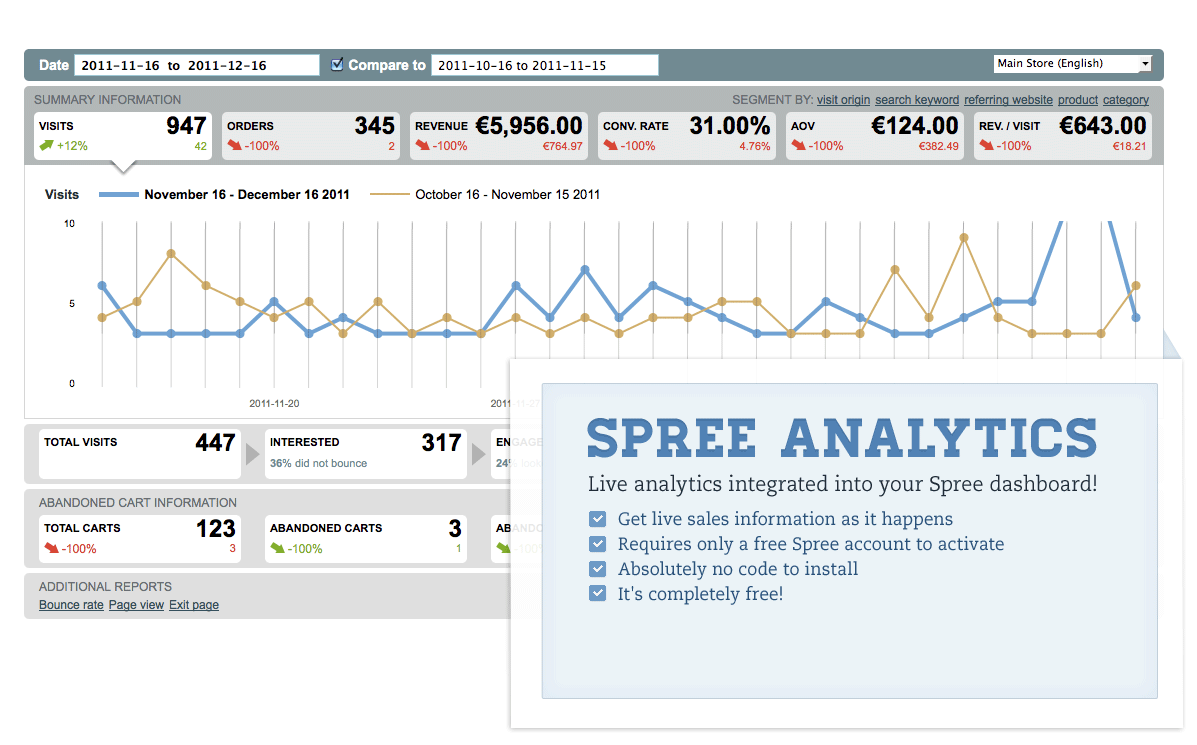 Date 2011-11-16 to 2011-12-16 Compare to 2011-10-16 to 2011-11-15 Main Store (English)
SUMMARY INFORMATION SEGMENT BY: visit origin search keyword referring website product category
VISITS 947 ORDERS 345 REVENUE €5,956.00 CONV. RATE 31.00% AOV €124.00 REV. / VISIT €643.00
+12% 42 -100% 2 -100% €764.97 -100% 4.76% -100% €382.49 -100% €18.21
Visits November 16 - December 16 2011 October 16 - November 15 2011
10
5
0
2011-11-20 2011-11-27
TOTAL VISITS 447 INTERESTED 317 ENGAGE
36% did not bounce 24% look
ABANDONED CART INFORMATION
TOTAL CARTS 123 ABANDONED CARTS 3 ABANDO
-100% 3 -100% 1 -100%
ADDITIONAL REPORTS
Bounce rate Page view Exit page
SPREE ANALYTICS
Live analytics integrated into your Spree dashboard!
Get live sales information as it happens
Requires only a free Spree account to activate
Absolutely no code to install
It's completely free!